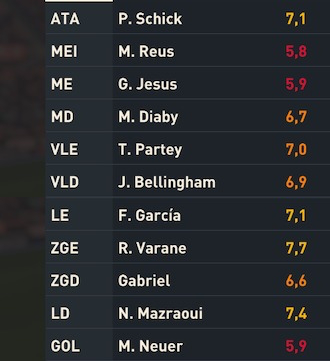 ATA P. Schick 7,1
MEI M. Reus 5,8
ME G. Jesus 5,9
MD M. Diaby 6,7
VLE T. Partey 7,0
VLD J. Bellingham 6,9
LE F. García 7,1
ZGE R. Varane 7,7
ZGD Gabriel 6,6
LD N. Mazraoui 7,4
GOL M. Neuer 5,9